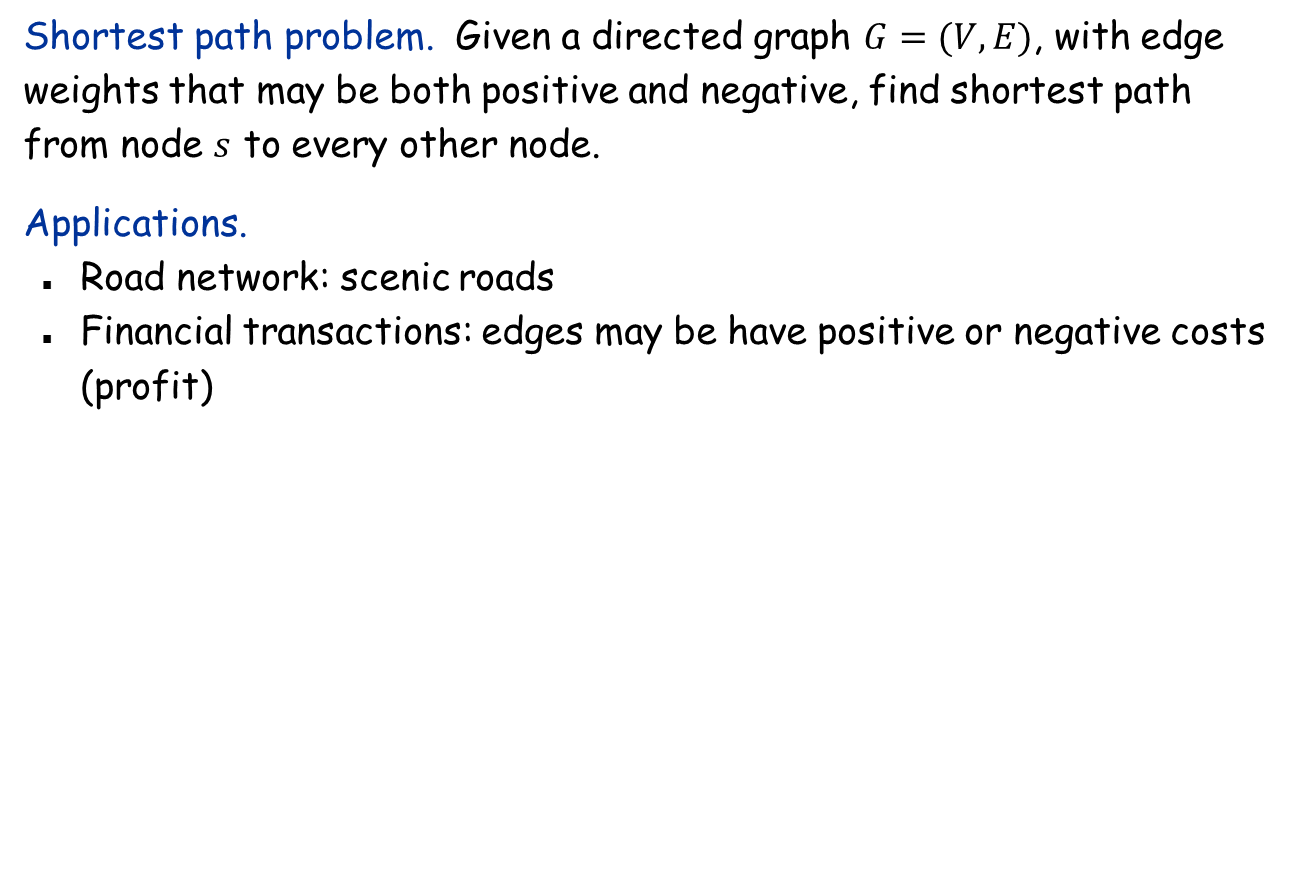 Shortest path problem. Given a directed graph G = (V, E), with edge
weights that may be both positive and negative, find shortest path
from node s to every other node.
Applications.
▪ Road network: scenic roads
▪ Financial transactions: edges may be have positive or negative costs
(profit)